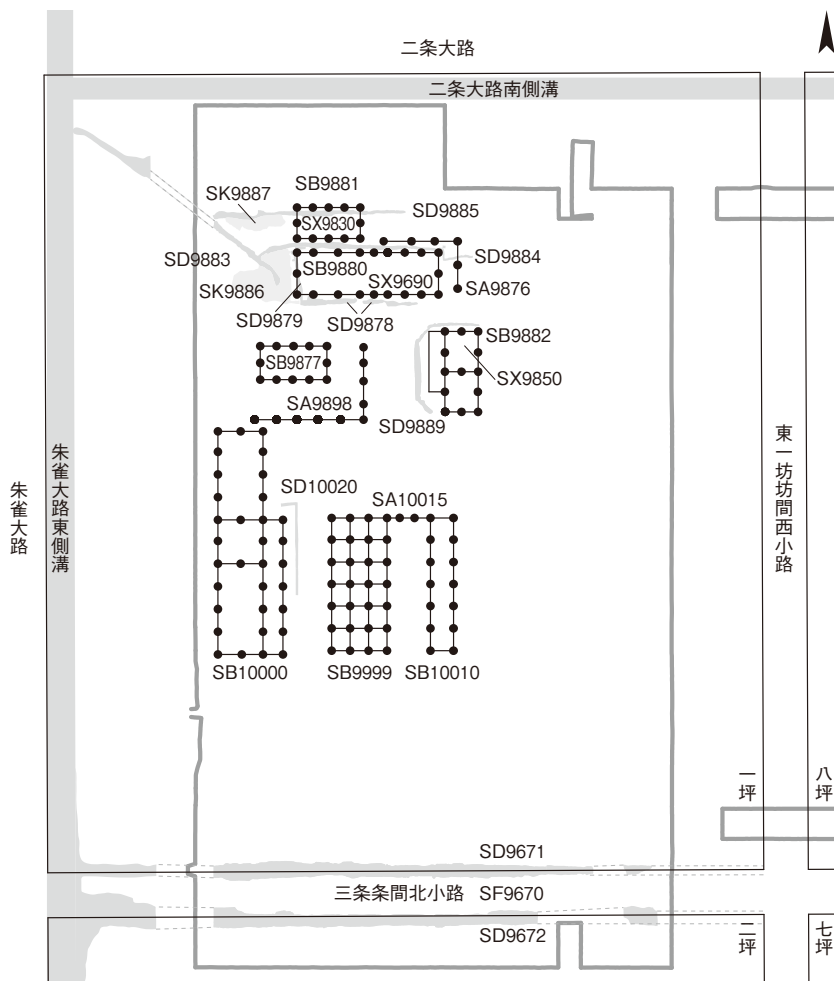 二条大路
二条大路南側溝
SK9887
SB9881
SX9830
SD9885
SD9883
SB9880
SX9690
SD9884
SK9886
SA9876
SD9879
SD9878
SB9882
SB9877
SX9850
SA9898
SD9889
朱雀大路
朱雀大路東側溝
SD10020
SA10015
東一坊坊間西小路
SB10000
SB9999
SB10010
一坪
八坪
SD9671
三条条間北小路 SF9670
SD9672
二坪
七坪